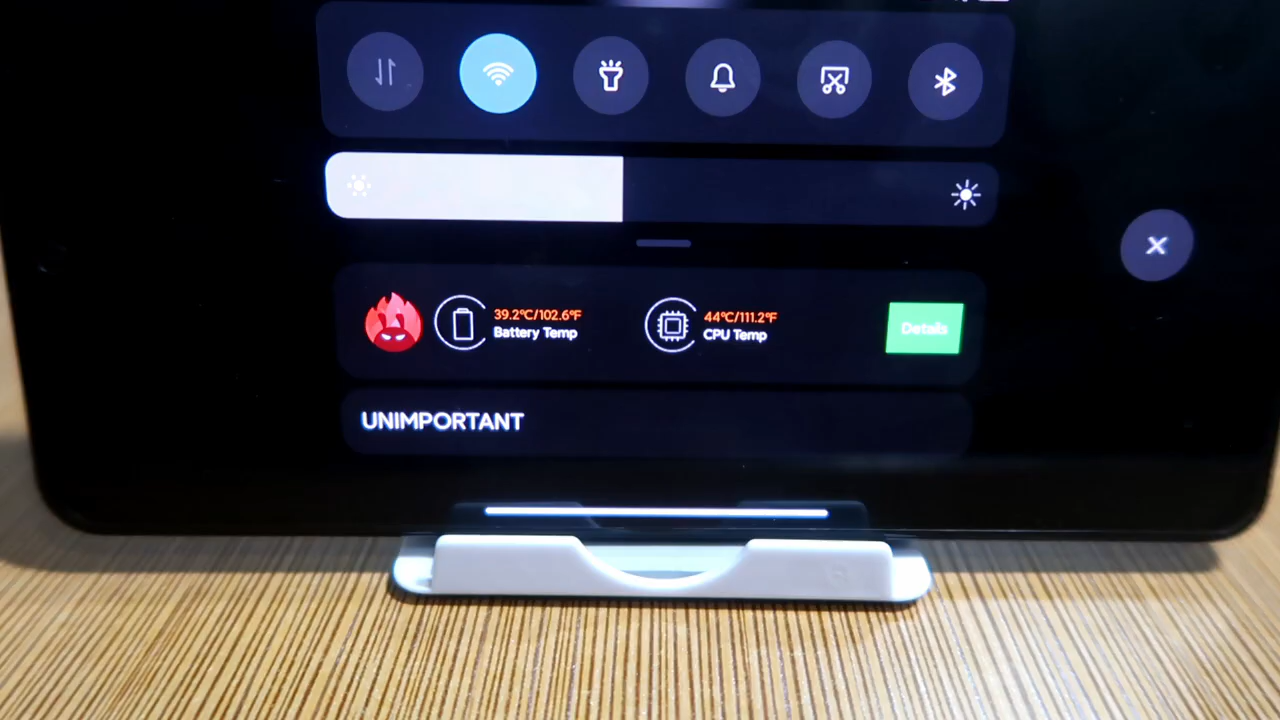 39.2°C/102.6°F
Battery Temp
44°C/111.2°F
CPU Temp
Details
UNIMPORTANT